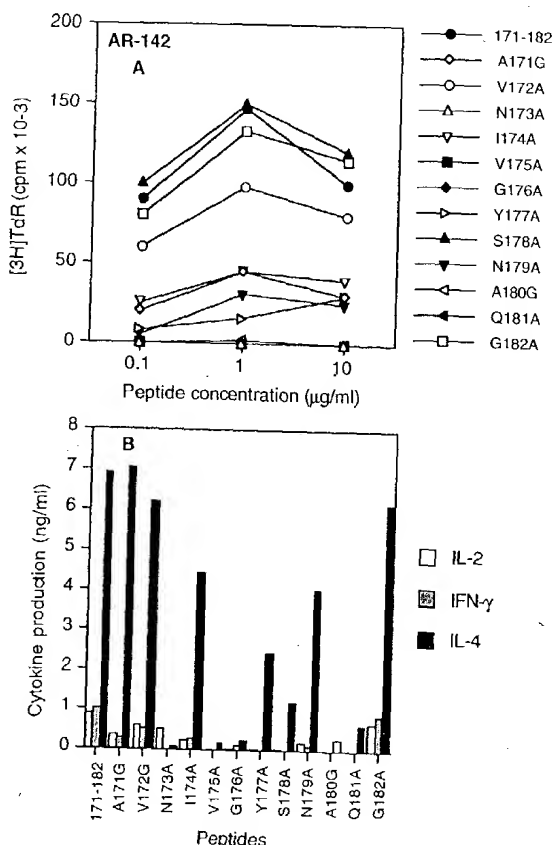 AR-142
A
200
150
100
50
0
[3H]TdR (cpm x 10-3)
0.1 1 10
Peptide concentration (µg/ml)
171-182
A171G
V172A
N173A
I174A
V175A
G176A
Y177A
S178A
N179A
A180G
Q181A
G182A
B
8
7
6
5
4
3
2
1
0
Cytokine production (ng/ml)
171-182
A171G
V172G
N173A
I174A
V175A
G176A
Y177A
S178A
N179A
A180G
Q181A
G182A
Peptides
IL-2
IFN-γ
IL-4